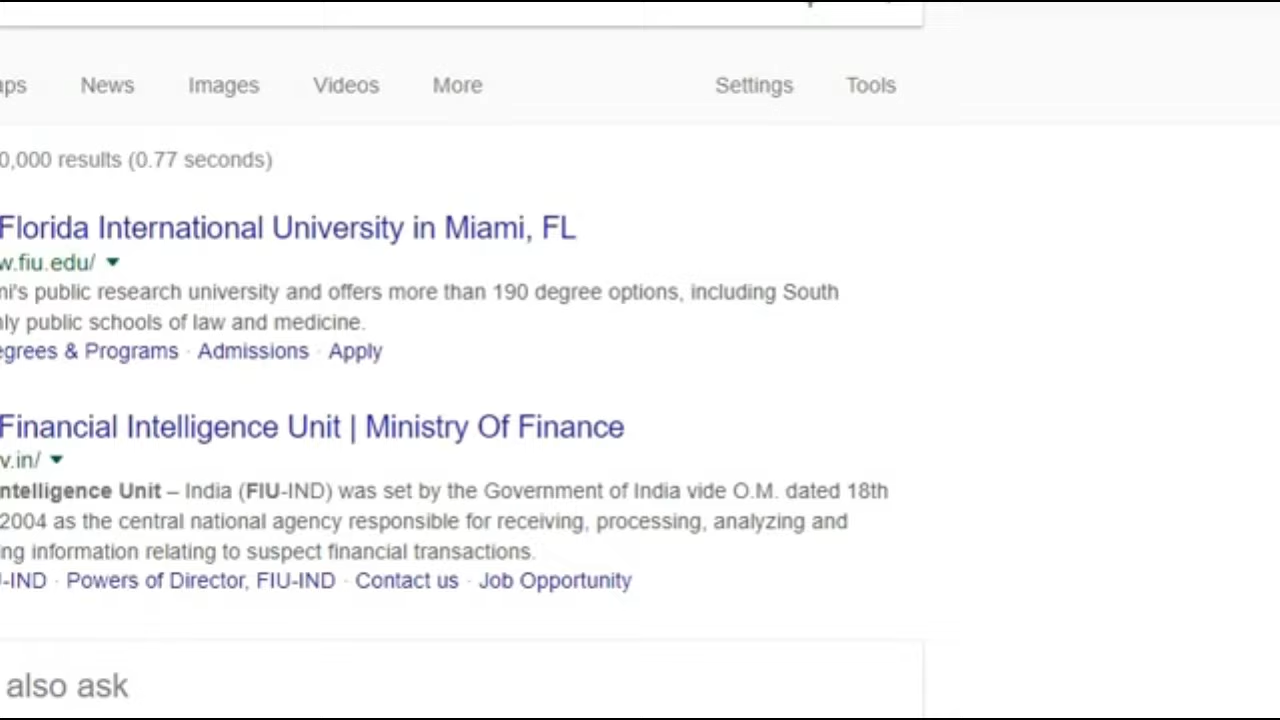 News Images Videos More Settings Tools
0,000 results (0.77 seconds)
Florida International University in Miami, FL
w.fiu.edu/
ni's public research university and offers more than 190 degree options, including South
nly public schools of law and medicine.
egrees & Programs · Admissions · Apply
Financial Intelligence Unit | Ministry Of Finance
v.in/
ntelligence Unit – India (FIU-IND) was set by the Government of India vide O.M. dated 18th
2004 as the central national agency responsible for receiving, processing, analyzing and
ing information relating to suspect financial transactions.
-IND · Powers of Director, FIU-IND · Contact us · Job Opportunity
also ask